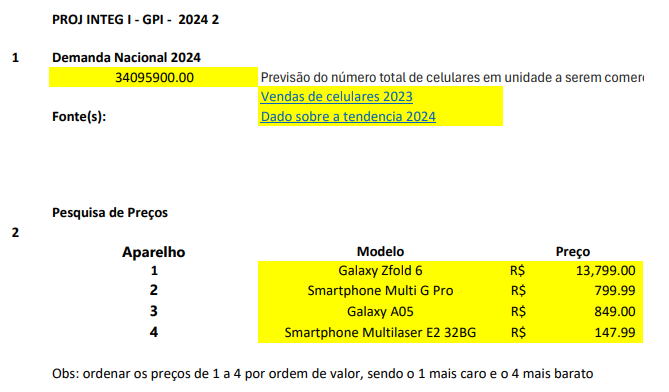 PROJ INTEG I - GPI - 2024 2
1 Demanda Nacional 2024
34095900.00 Previsão do número total de celulares em unidade a serem
Vendas de celulares 2023
Fonte(s): Dado sobre a tendencia 2024
Pesquisa de Preços
2
Aparelho Modelo Preço
1 Galaxy Zfold 6 R$ 13,799.00
2 Smartphone Multi G Pro R$ 799.99
3 Galaxy A05 R$ 849.00
4 Smartphone Multilaser E2 32BG R$ 147.99
Obs: ordenar os preços de 1 a 4 por ordem de valor, sendo o 1 mais caro e o 4 mais barato